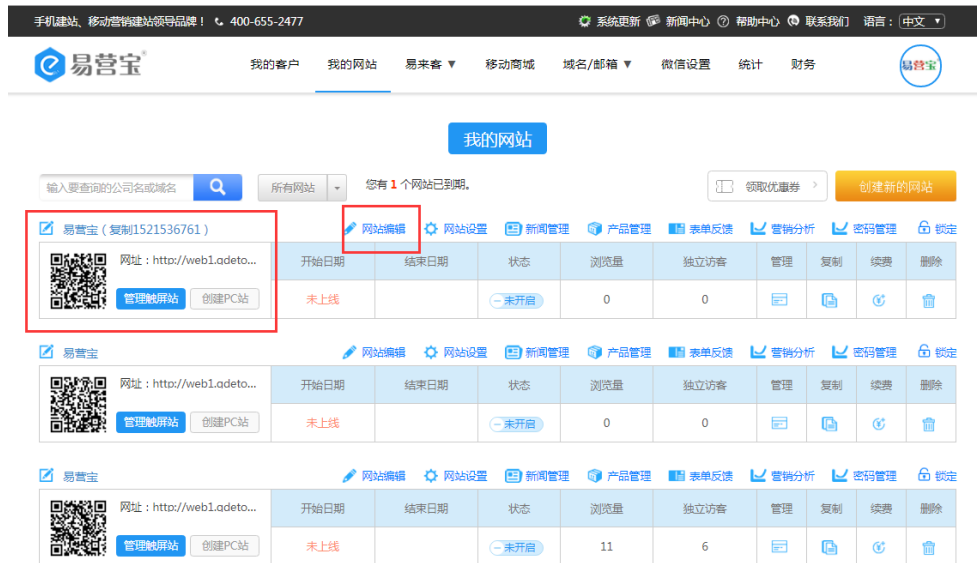 手机建站、移动营销建站领导品牌！ 400-655-2477 系统更新 新闻中心 帮助中心 联系我们 语言： 中文
易营宝 我的客户 我的网站 易来客 移动商城 域名/邮箱 微信设置 统计 财务 易营宝
我的网站
输入要查询的公司名或域名 所有网站 您有 1 个网站已到期。 领取优惠券 创建新的网站
易营宝（复制1521536761） 网站编辑 网站设置 新闻管理 产品管理 表单反馈 营销分析 密码管理 锁定
网址：http://web1.qdeto... 开始日期 结束日期 状态 浏览量 独立访客 管理 复制 续费 删除
管理触屏站 创建PC站 未上线 未开启 0 0
易营宝 网站编辑 网站设置 新闻管理 产品管理 表单反馈 营销分析 密码管理 锁定
网址：http://web1.qdeto... 开始日期 结束日期 状态 浏览量 独立访客 管理 复制 续费 删除
管理触屏站 创建PC站 未上线 未开启 0 0
易营宝 网站编辑 网站设置 新闻管理 产品管理 表单反馈 营销分析 密码管理 锁定
网址：http://web1.qdeto... 开始日期 结束日期 状态 浏览量 独立访客 管理 复制 续费 删除
管理触屏站 创建PC站 未上线 未开启 11 6